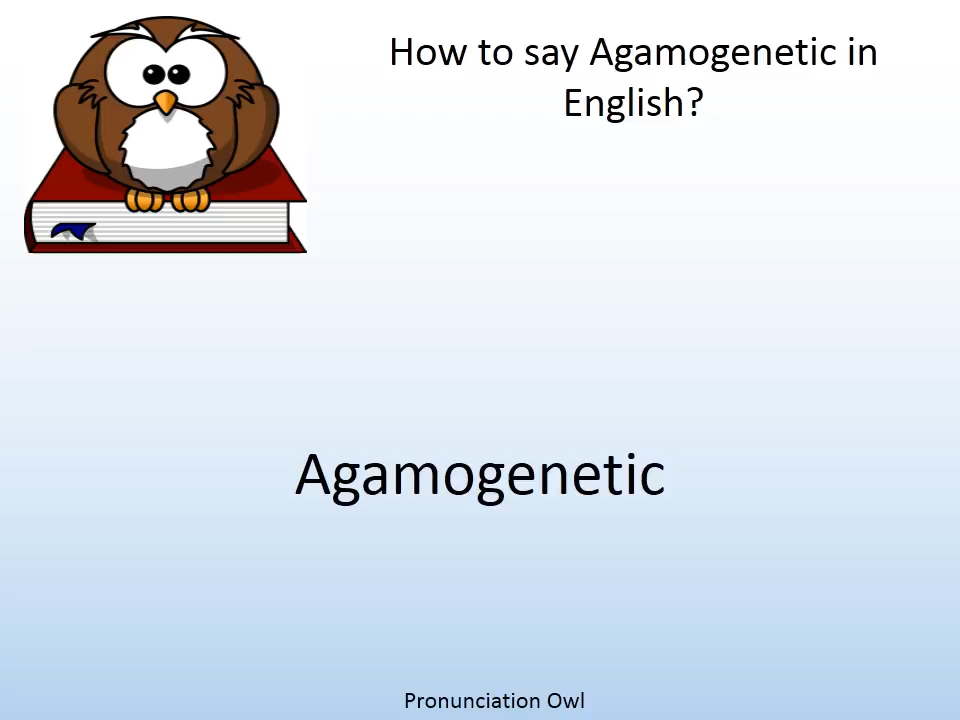 How to say Agamogenetic in
English?
Agamogenetic
Pronunciation Owl